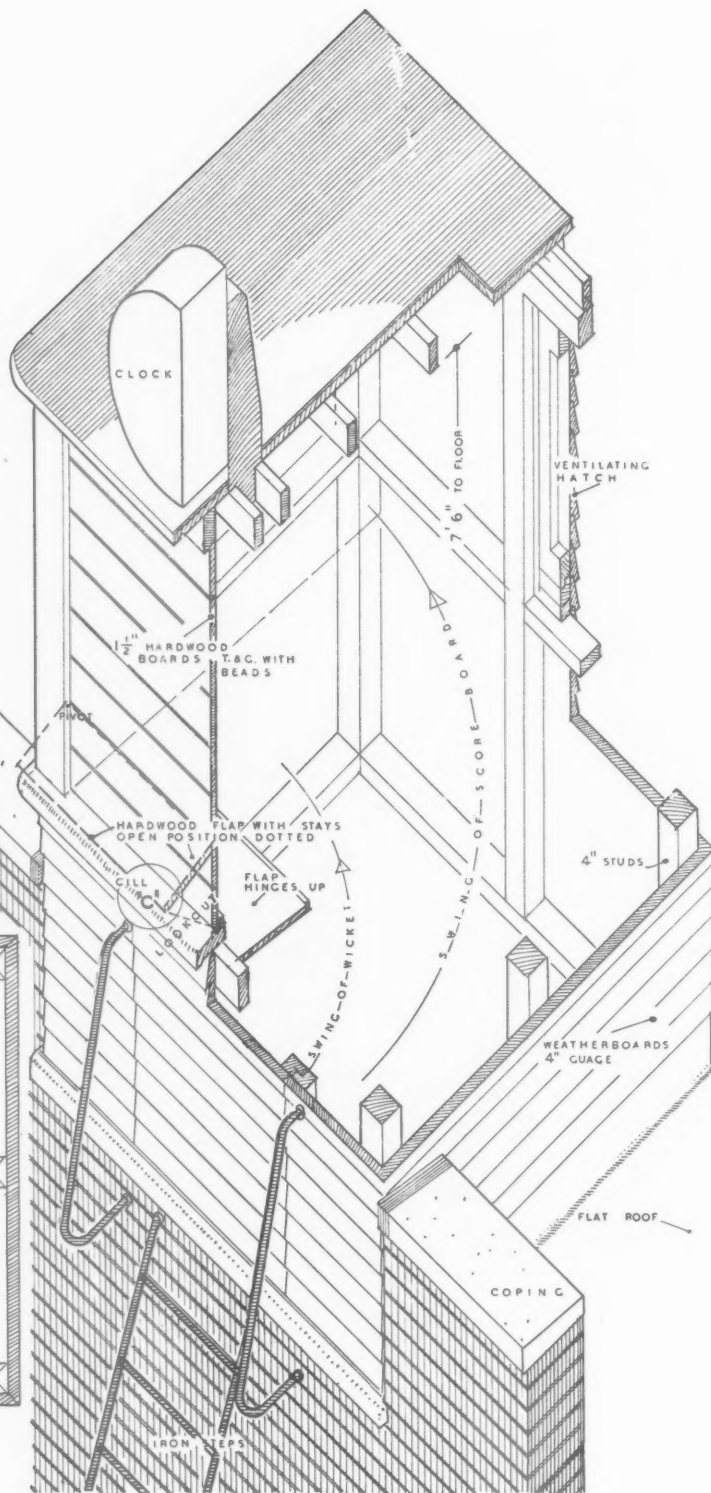 CLOCK
7'6" TO FLOOR
VENTILATING
HATCH
1½" HARDWOOD
BOARDS T.&G. WITH
BEADS
PIVOT
SWING—OF—SCORE BOARD
HARDWOOD FLAP WITH STAYS
OPEN POSITION DOTTED
4" STUDS
CILL
"C"
LOOKOUT
FLAP
HINGES UP
SWING—OF—WICKET
WEATHERBOARDS
4" GUAGE
FLAT ROOF
COPING
IRON STEPS